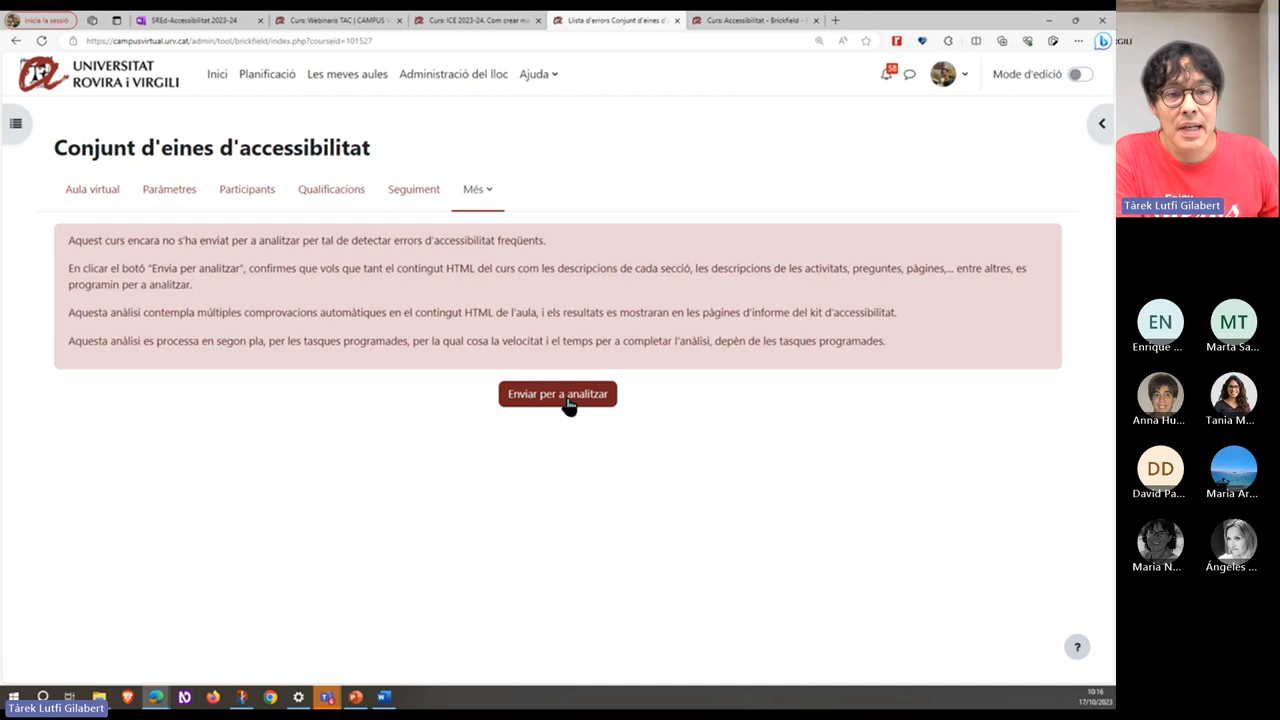 Inicia la sessió
SREd-Accessibilitat 2023-24
Curs: Webinaris TAC | CAMPUS
Curs: ICE 2023-24. Com crear ma
Llista d'errors Conjunt d'eines d'
Curs: Accessibilitat - Brickfield -
https://campusvirtual.urv.cat/admin/tool/brickfield/index.php?courseid=101527
UNIVERSITAT
ROVIRA i VIRGILI
Inici
Planificació
Les meves aules
Administració del lloc
Ajuda
58
Mode d'edició
Conjunt d'eines d'accessibilitat
Aula virtual
Paràmetres
Participants
Qualificacions
Seguiment
Més
Aquest curs encara no s'ha enviat per a analitzar per tal de detectar errors d'accessibilitat freqüents.
En clicar el botó "Envia per analitzar", confirmes que vols que tant el contingut HTML del curs com les descripcions de cada secció, les descripcions de les activitats, preguntes, pàgines,... entre altres, es
programin per a analitzar.
Aquesta anàlisi contempla múltiples comprovacions automàtiques en el contingut HTML de l'aula, i els resultats es mostraran en les pàgines d'informe del kit d'accessibilitat.
Aquesta anàlisi es processa en segon pla, per les tasques programades, per la qual cosa la velocitat i el temps per a completar l'anàlisi, depèn de les tasques programades.
Enviar per a analitzar
?
10:16
17/10/2023
Tàrek Lutfi Gilabert
ILI
Tàrek Lutfi Gilabert
EN
MT
Enrique ...
Marta Sa...
Anna Hu...
Tania M...
DD
David Pa...
Maria Ar...
Maria N...
Ángeles ...